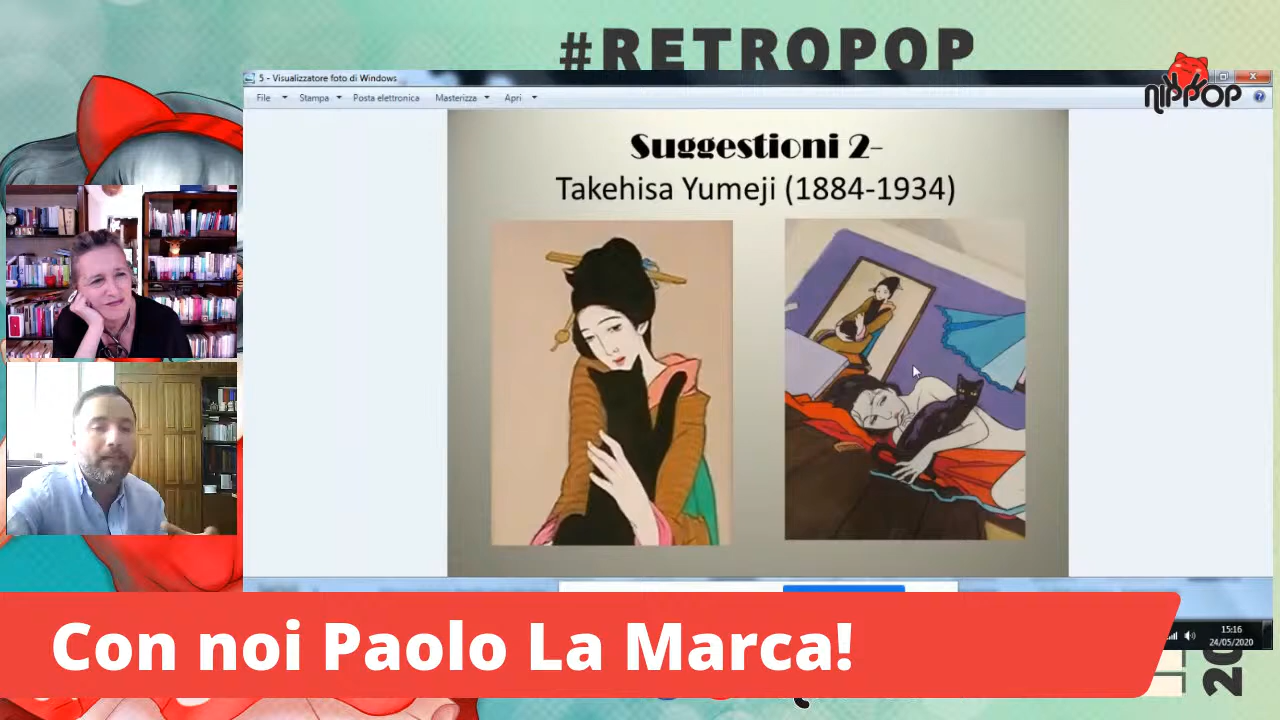 #RETROPOP
NIPPOP
5 - Visualizzatore foto di Windows
File
Stampa
Posta elettronica
Masterizza
Apri
Suggestioni 2-
Takehisa Yumeji (1884-1934)
Con noi Paolo La Marca!
15:16
24/05/2020